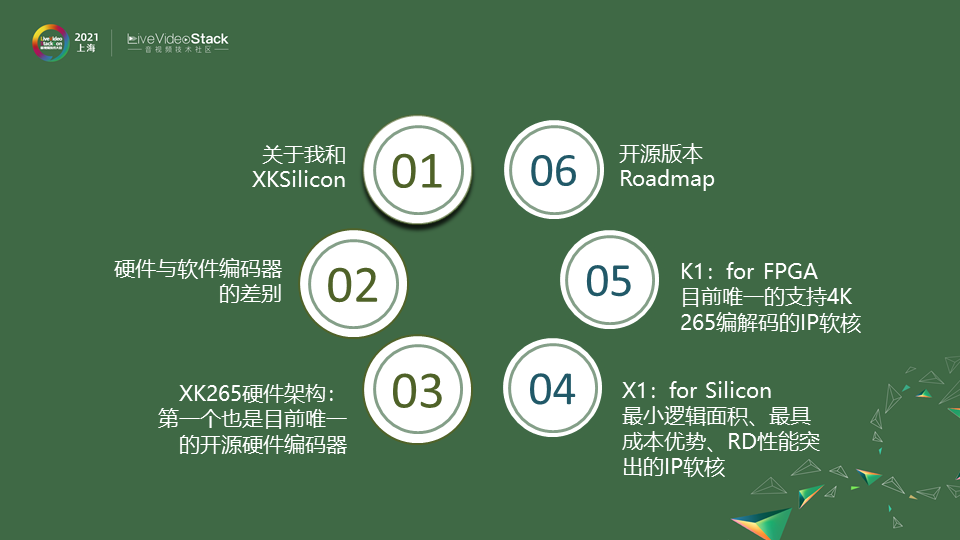 LiveVideo
Stack Con
2021
上海
LiveVideoStack
音视频技术社区
01
关于我和
XKSilicon
02
硬件与软件编码器
的差别
03
XK265硬件架构：
第一个也是目前唯一
的开源硬件编码器
04
X1：for Silicon
最小逻辑面积、最具
成本优势、RD性能突
出的IP软核
05
K1：for FPGA
目前唯一的支持4K
265编解码的IP软核
06
开源版本
Roadmap